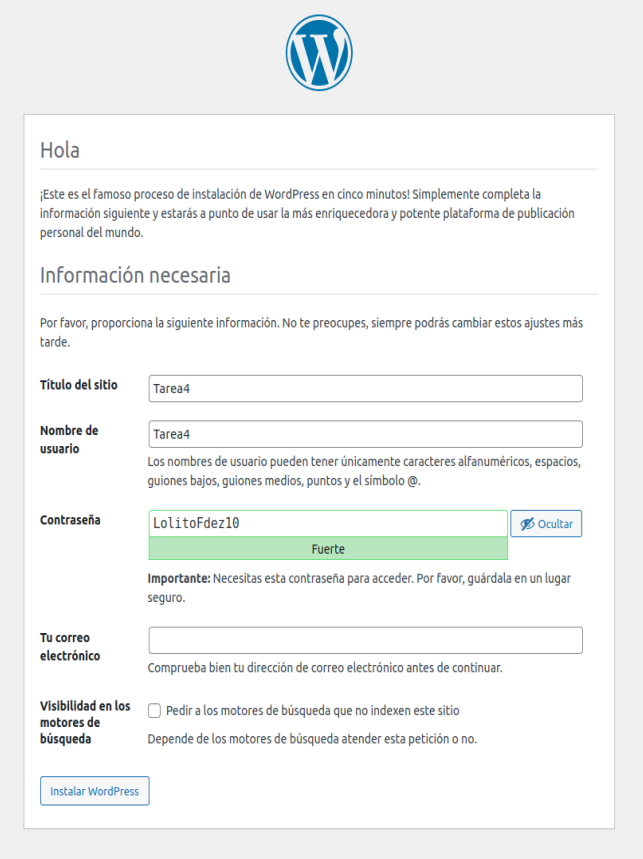 Hola
¡Este es el famoso proceso de instalación de WordPress en cinco minutos! Simplemente completa la
información siguiente y estarás a punto de usar la más enriquecedora y potente plataforma de publicación
personal del mundo.
Información necesaria
Por favor, proporciona la siguiente información. No te preocupes, siempre podrás cambiar estos ajustes más
tarde.
Título del sitio
Tarea4
Nombre de
usuario
Tarea4
Los nombres de usuario pueden tener únicamente caracteres alfanuméricos, espacios,
guiones bajos, guiones medios, puntos y el símbolo @.
Contraseña
LolitoFdez10
Ocultar
Fuerte
Importante: Necesitas esta contraseña para acceder. Por favor, guárdala en un lugar
seguro.
Tu correo
electrónico
Comprueba bien tu dirección de correo electrónico antes de continuar.
Visibilidad en los
motores de
búsqueda
Pedir a los motores de búsqueda que no indexen este sitio
Depende de los motores de búsqueda atender esta petición o no.
Instalar WordPress